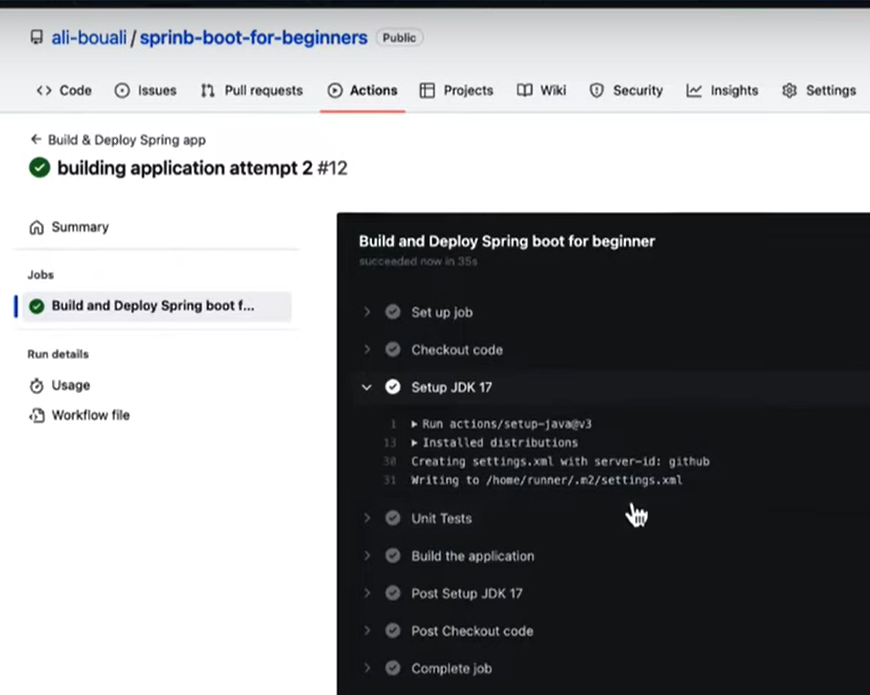 ali-bouali / sprinb-boot-for-beginners Public
Code Issues Pull requests Actions Projects Wiki Security Insights Settings
← Build & Deploy Spring app
building application attempt 2 #12
Summary
Jobs
Build and Deploy Spring boot f...
Run details
Usage
Workflow file
Build and Deploy Spring boot for beginner
succeeded now in 35s
Set up job
Checkout code
Setup JDK 17
1 ▸ Run actions/setup-java@v3
13 ▸ Installed distributions
30 Creating settings.xml with server-id: github
31 Writing to /home/runner/.m2/settings.xml
Unit Tests
Build the application
Post Setup JDK 17
Post Checkout code
Complete job